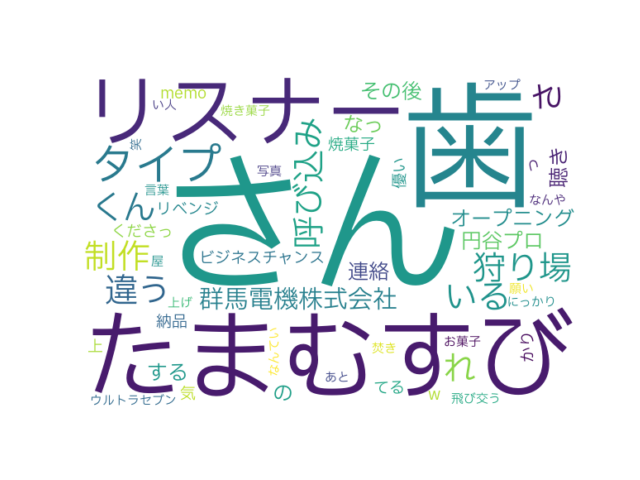 アップ
memo
その後
い人
焼き菓子
リスナー
歯
さ
なっ
笑
焼菓子
呼び込み
タイプ
さん
写真
優い
っ
聴き
言葉
なんや
くん
リベンジ
オープニング
くださっ
円谷プロ
制作
屋
ビジネスチャンス
連絡
狩り場
違う
上げ
群馬電機株式会社
いる
願い
にっかり
たまむすび
納品
いこんな
お菓子
上
焚き
かり
する
あと
れ
ウルトラセブン
気
の
てる
w
飛び交う